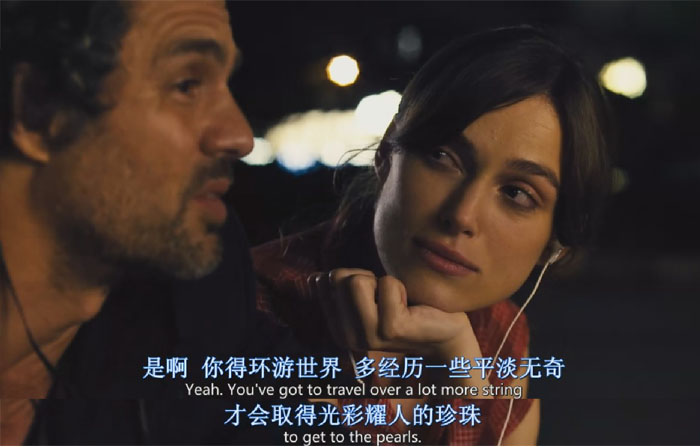 是啊 你得环游世界 多经历一些平淡无奇
Yeah. You've got to travel over a lot more string
才会取得光彩耀人的珍珠
to get to the pearls.